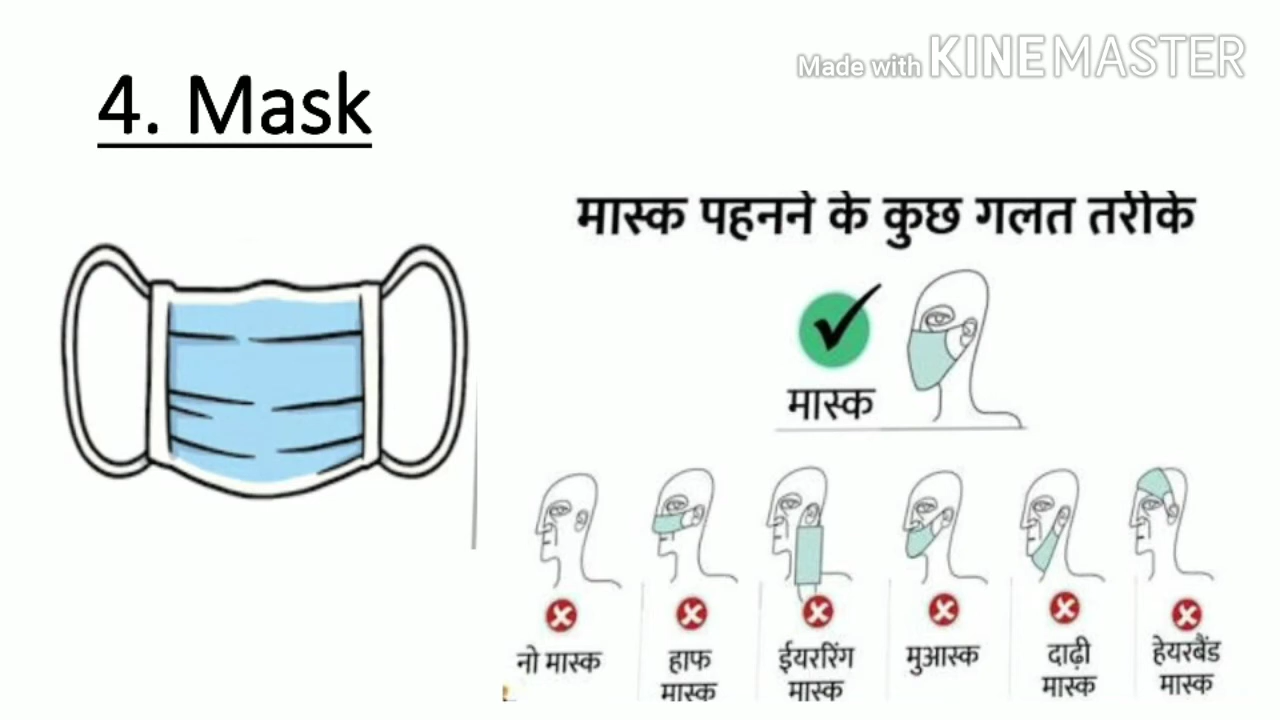 Made with KINEMASTER
4. Mask
मास्क पहनने के कुछ गलत तरीके
मास्क
नो मास्क
हाफ
मास्क
ईयररिंग
मास्क
मुआस्क
दाढ़ी
मास्क
हेयरबैंड
मास्क